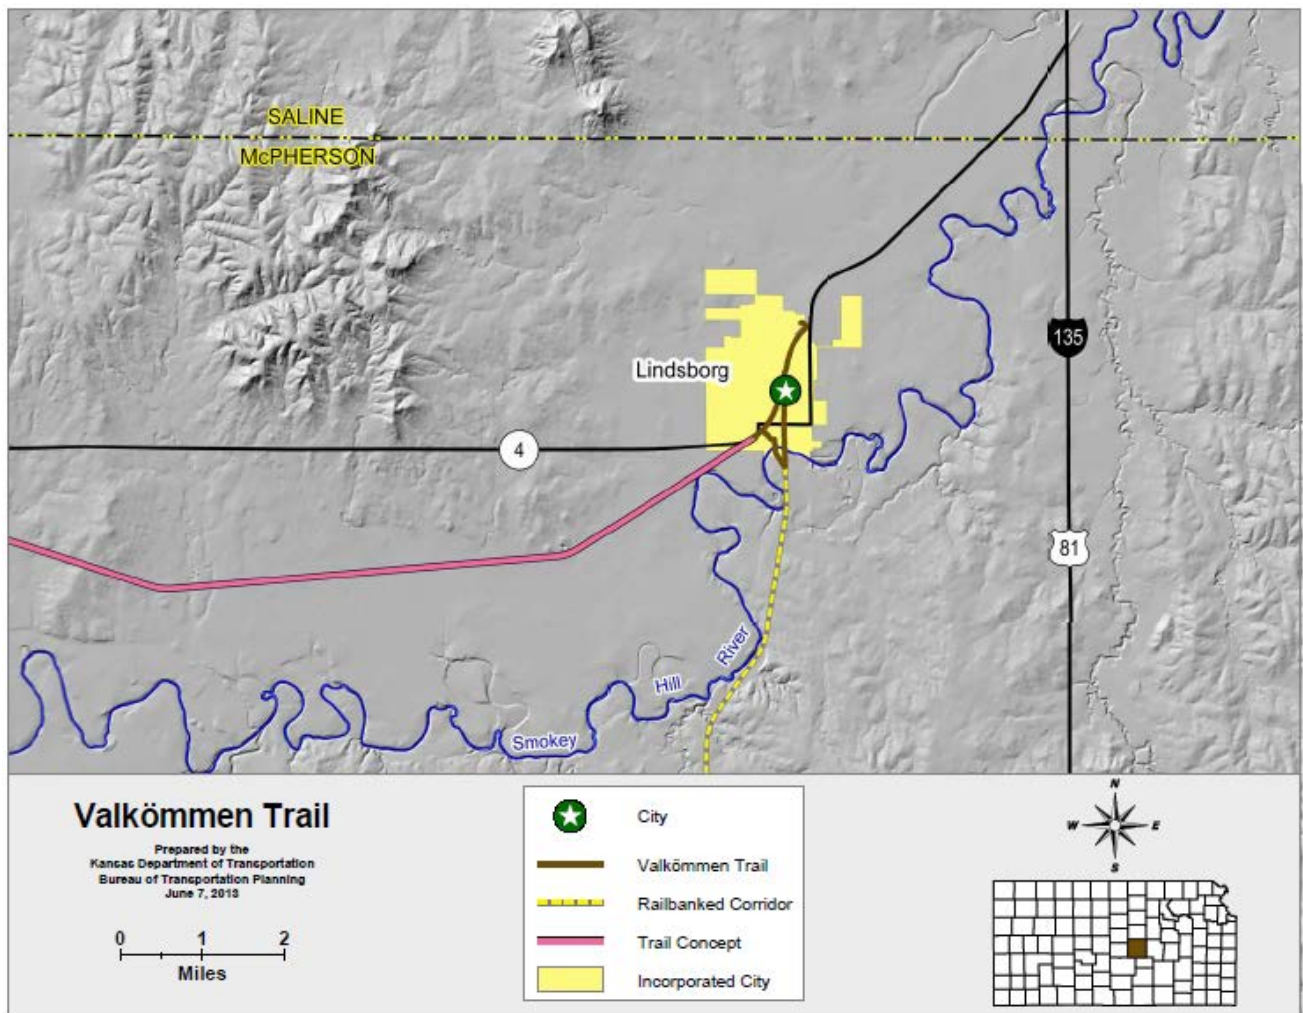 SALINE
McPHERSON
Lindsborg
135
4
81
River
Hill
Smokey
Valkömmen Trail
Prepared by the
Kansas Department of Transportation
Bureau of Transportation Planning
June 7, 2013
0 1 2
Miles
City
Valkömmen Trail
Railbanked Corridor
Trail Concept
Incorporated City
N
W E
S